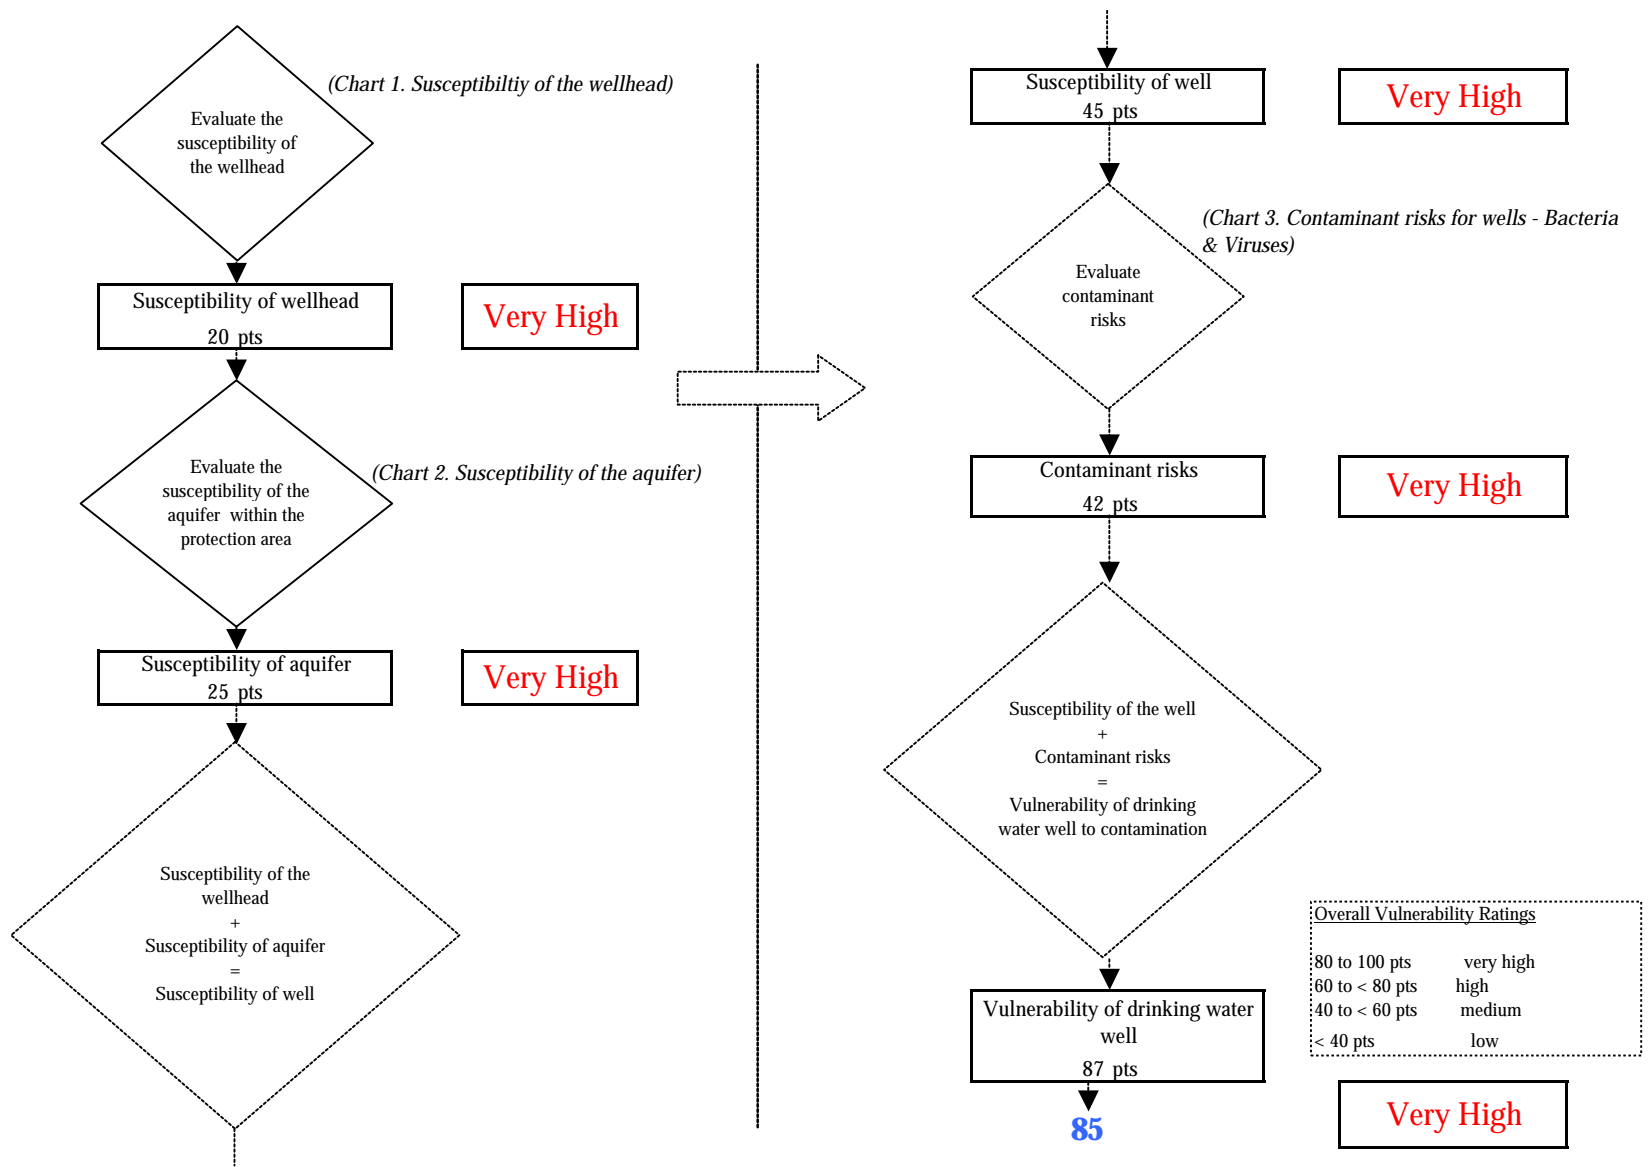 (Chart 1. Susceptibiltiy of the wellhead)
Evaluate the
susceptibility of
the wellhead
Susceptibility of wellhead
20 pts
Very High
Evaluate the
susceptibility of the
aquifer within the
protection area
(Chart 2. Susceptibility of the aquifer)
Susceptibility of aquifer
25 pts
Very High
Susceptibility of the
wellhead
+
Susceptibility of aquifer
=
Susceptibility of well
Susceptibility of well
45 pts
Very High
(Chart 3. Contaminant risks for wells - Bacteria
& Viruses)
Evaluate
contaminant
risks
Contaminant risks
42 pts
Very High
Susceptibility of the well
+
Contaminant risks
=
Vulnerability of drinking
water well to contamination
Overall Vulnerability Ratings
80 to 100 pts very high
60 to < 80 pts high
40 to < 60 pts medium
< 40 pts low
Vulnerability of drinking water
well
87 pts
85
Very High